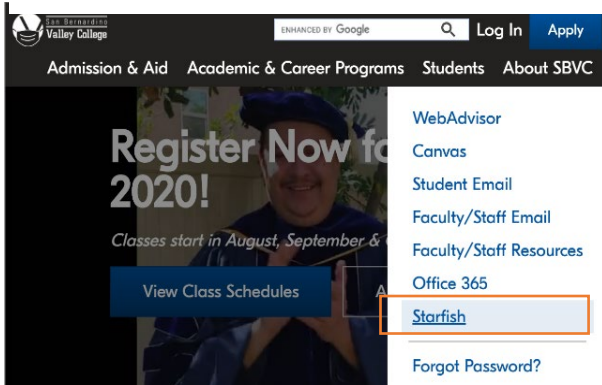 San Bernardino
Valley College
ENHANCED BY Google
Log In
Apply
Admission & Aid Academic & Career Programs Students About SBVC
Register Now fo
2020!
Classes start in August, September &
View Class Schedules
A
WebAdvisor
Canvas
Student Email
Faculty/Staff Email
Faculty/Staff Resources
Office 365
Starfish
Forgot Password?